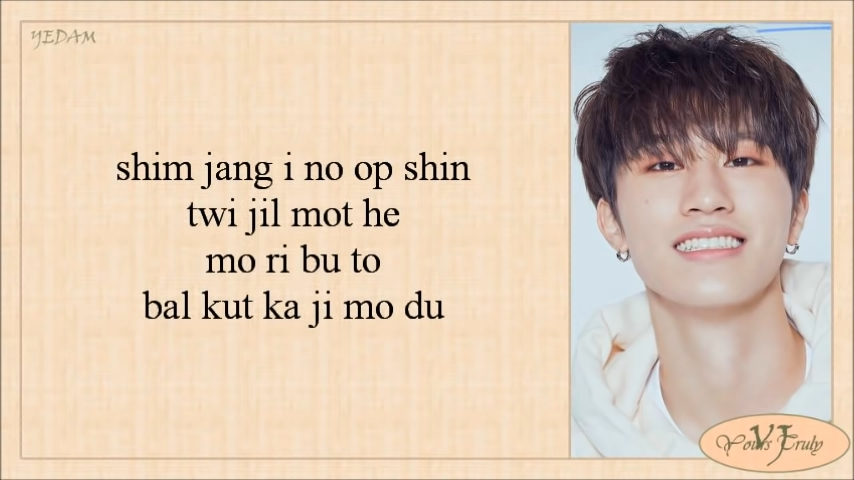 YEDAM
shim jang i no op shin
twi jil mot he
mo ri bu to
bal kut ka ji mo du
Yours Truly
VJ